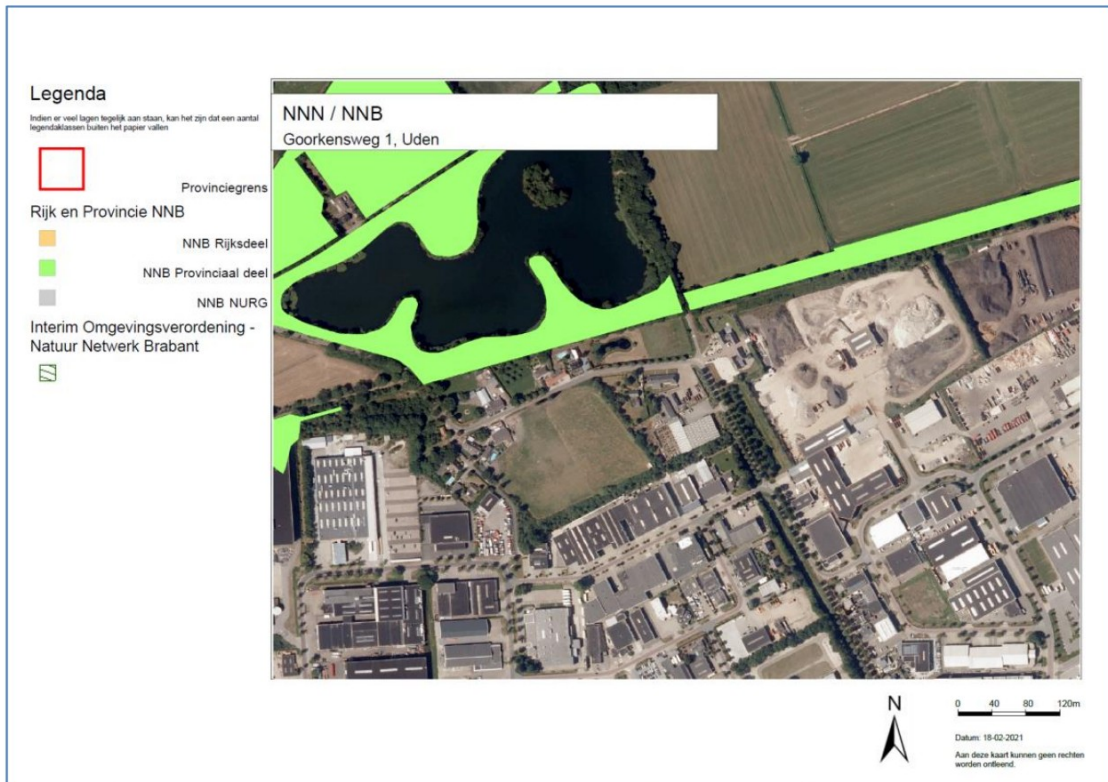 Legenda
Indien er veel lagen tegelijk aan staan, kan het zijn dat een aantal
legendaklassen buiten het papier vallen
Provinciegrens
Rijk en Provincie NNB
NNB Rijksdeel
NNB Provinciaal deel
NNB NURG
Interim Omgevingsverordening -
Natuur Netwerk Brabant
NNN / NNB
Goorkensweg 1, Uden
N
0 40 80 120m
Datum: 18-02-2021
Aan deze kaart kunnen geen rechten
worden ontleend.